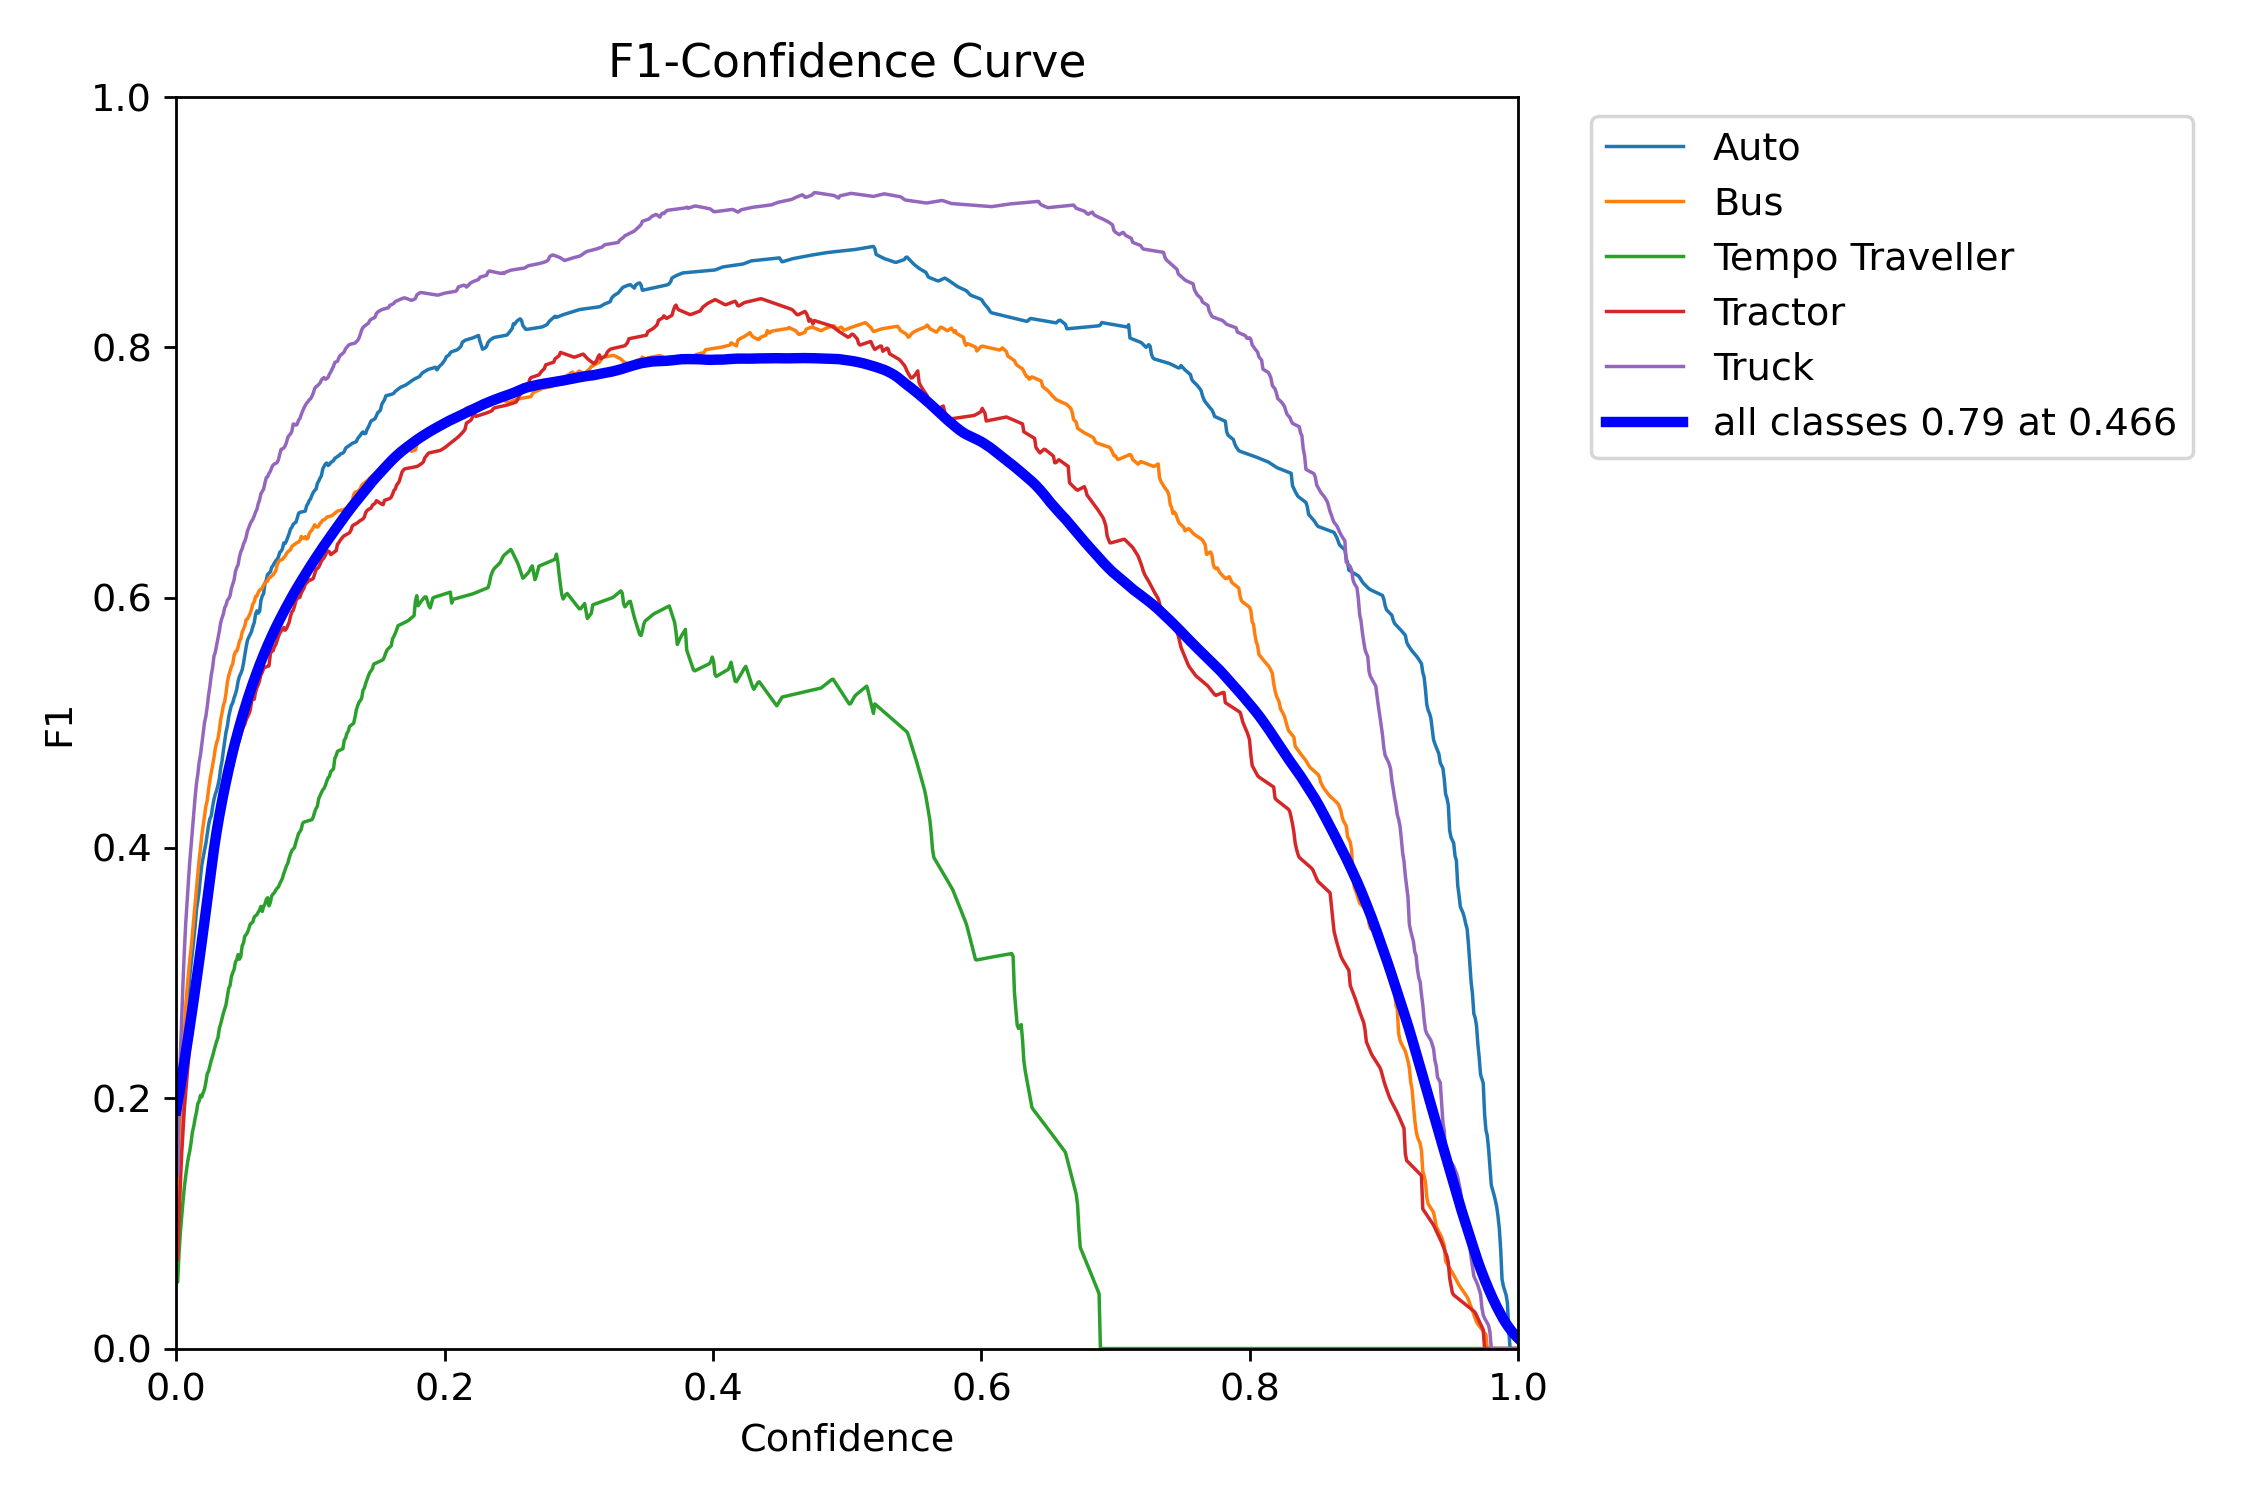 F1-Confidence Curve
1.0
0.8
0.6
0.4
0.2
0.0
F1
0.0 0.2 0.4 0.6 0.8 1.0
Confidence
Auto
Bus
Tempo Traveller
Tractor
Truck
all classes 0.79 at 0.466